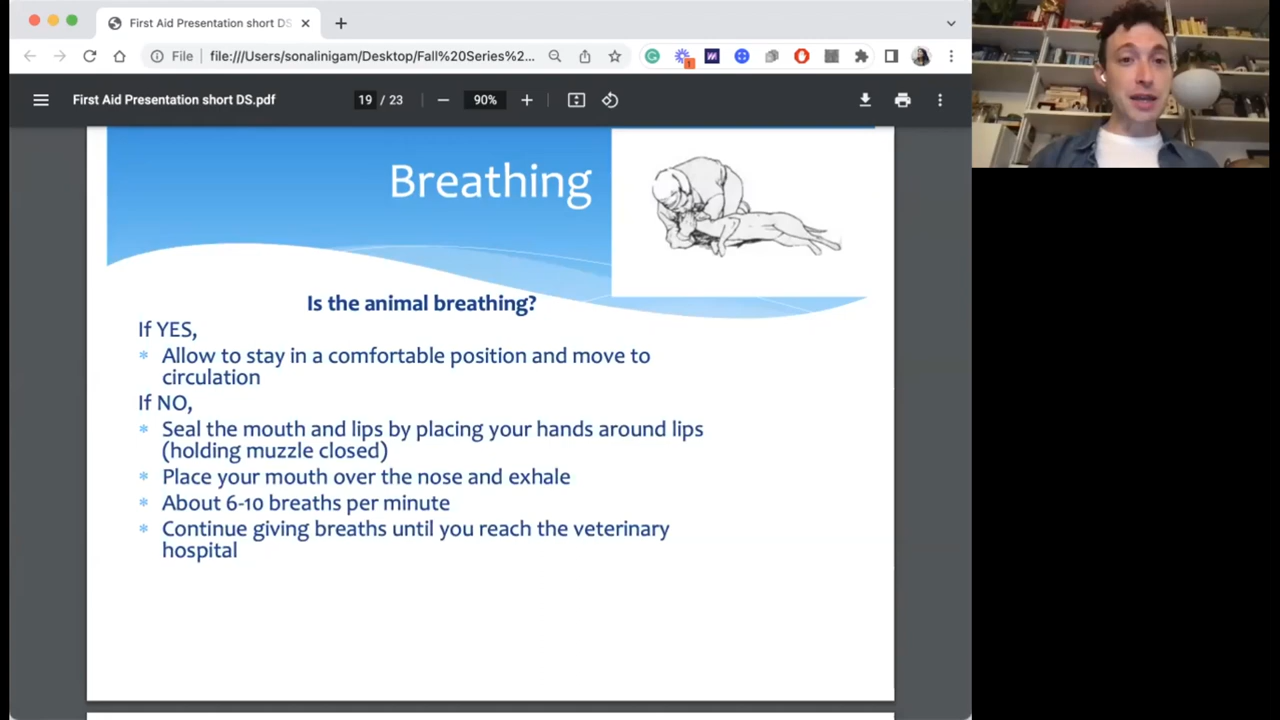 First Aid Presentation short DS
File
file:///Users/sonalinigam/Desktop/Fall%20Series%2...
1
First Aid Presentation short DS.pdf
19 / 23
90%
Breathing
Is the animal breathing?
If YES,
* Allow to stay in a comfortable position and move to
circulation
If NO,
* Seal the mouth and lips by placing your hands around lips
(holding muzzle closed)
* Place your mouth over the nose and exhale
* About 6-10 breaths per minute
* Continue giving breaths until you reach the veterinary
hospital